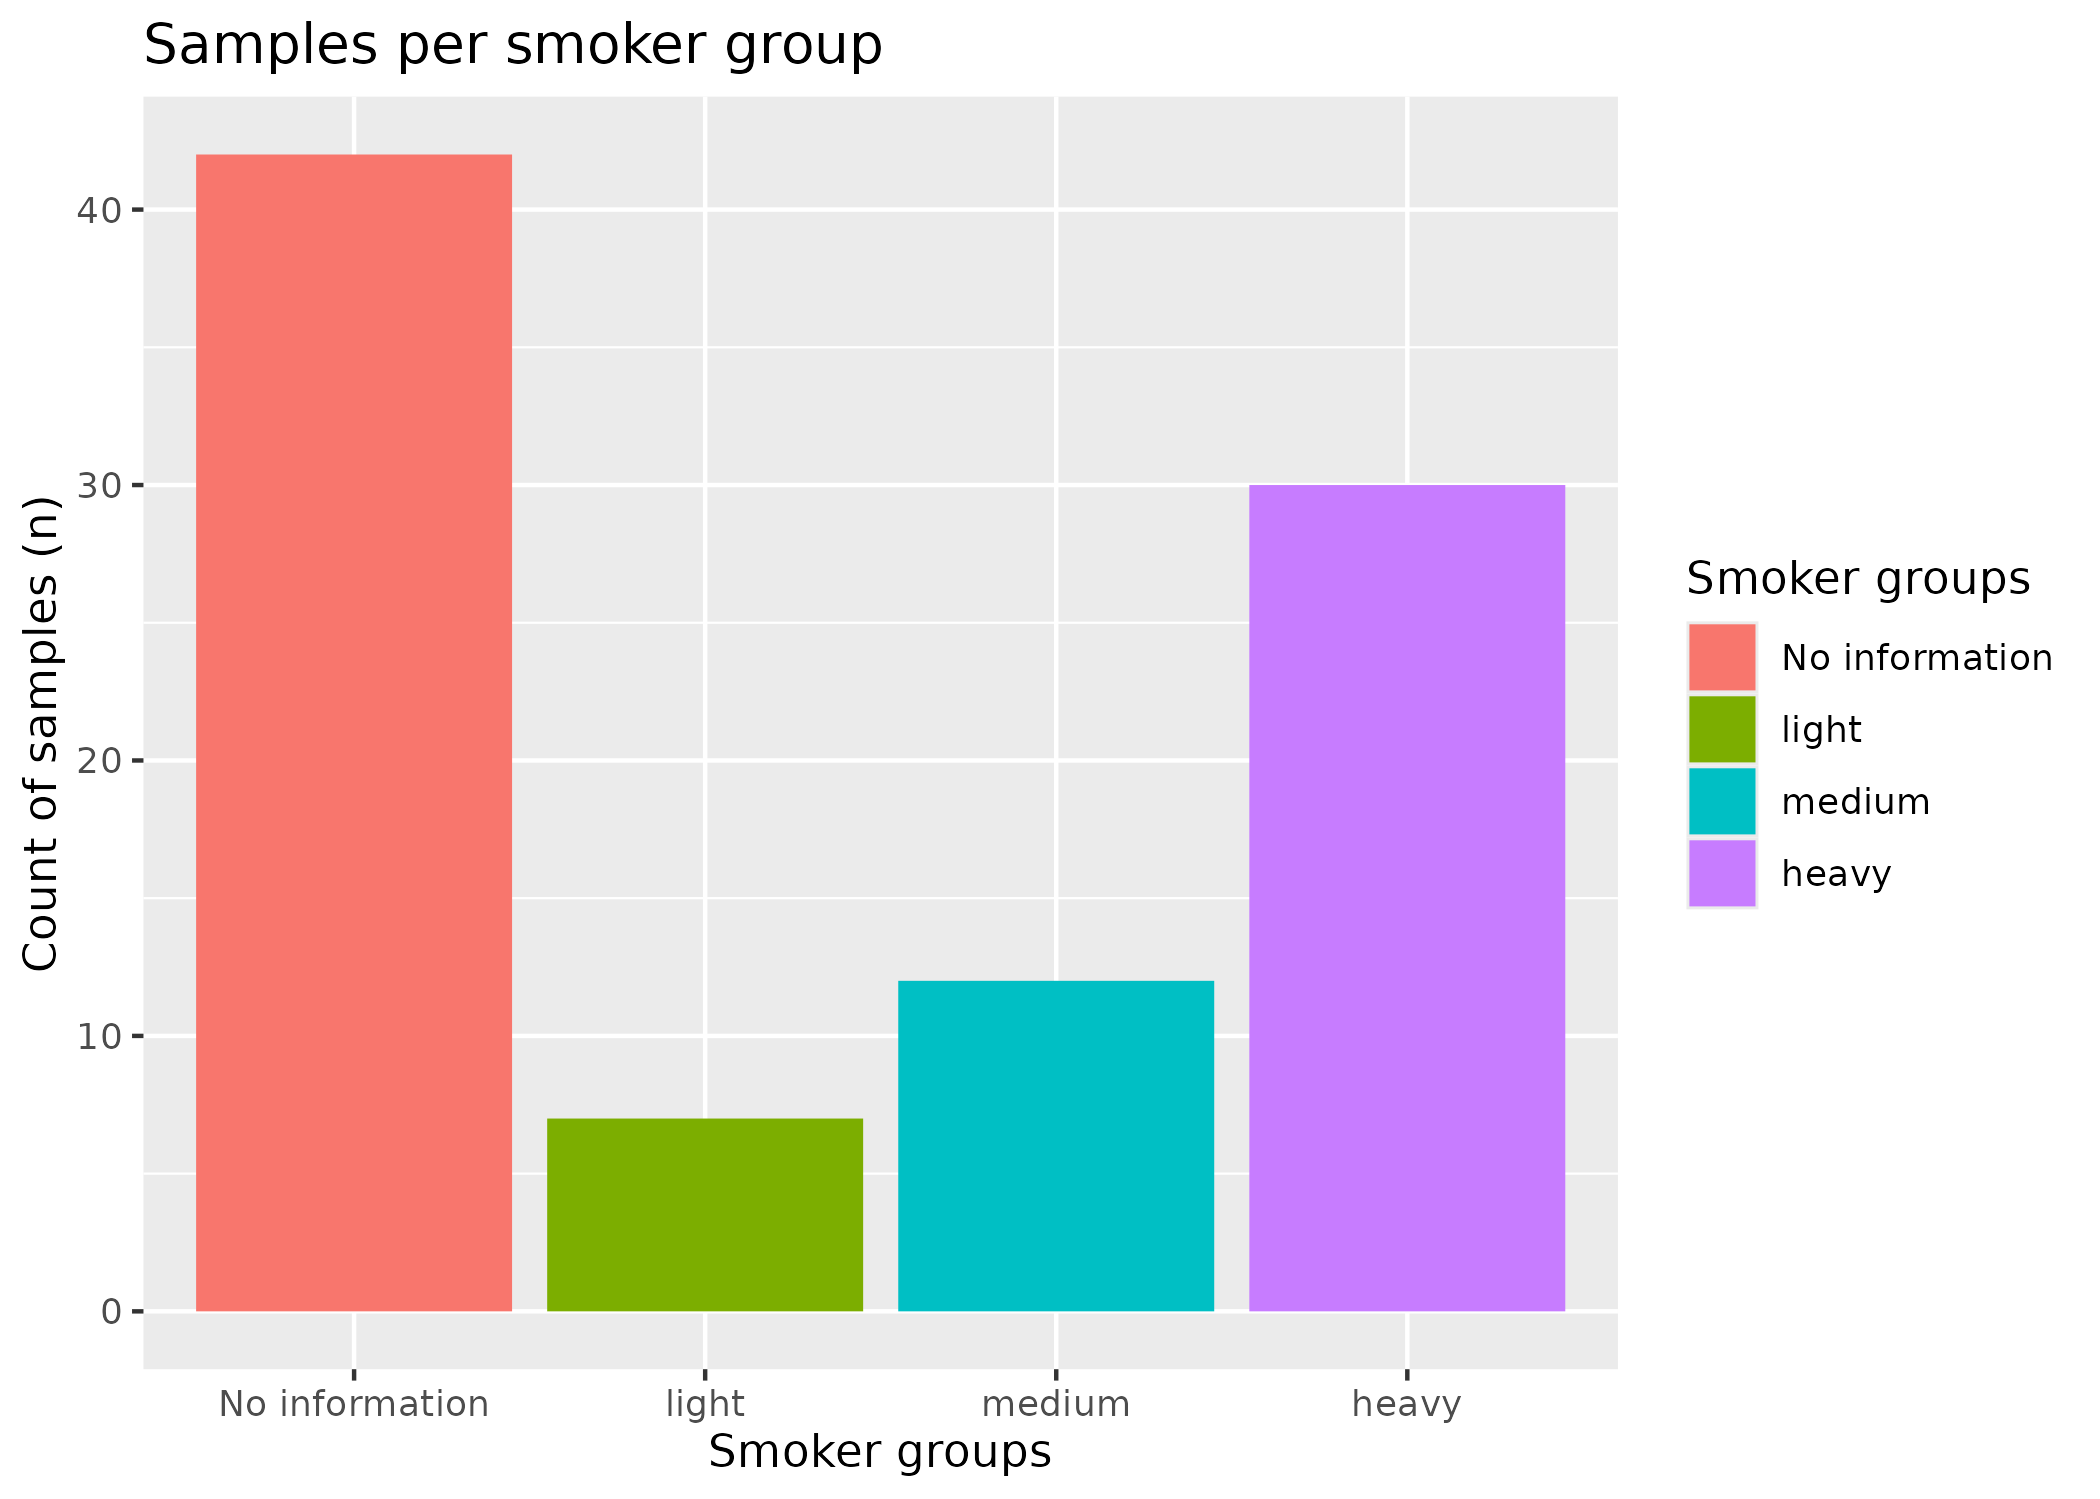 Samples per smoker group
Count of samples (n)
40
30
20
10
0
No information
light
medium
heavy
Smoker groups
Smoker groups
No information
light
medium
heavy